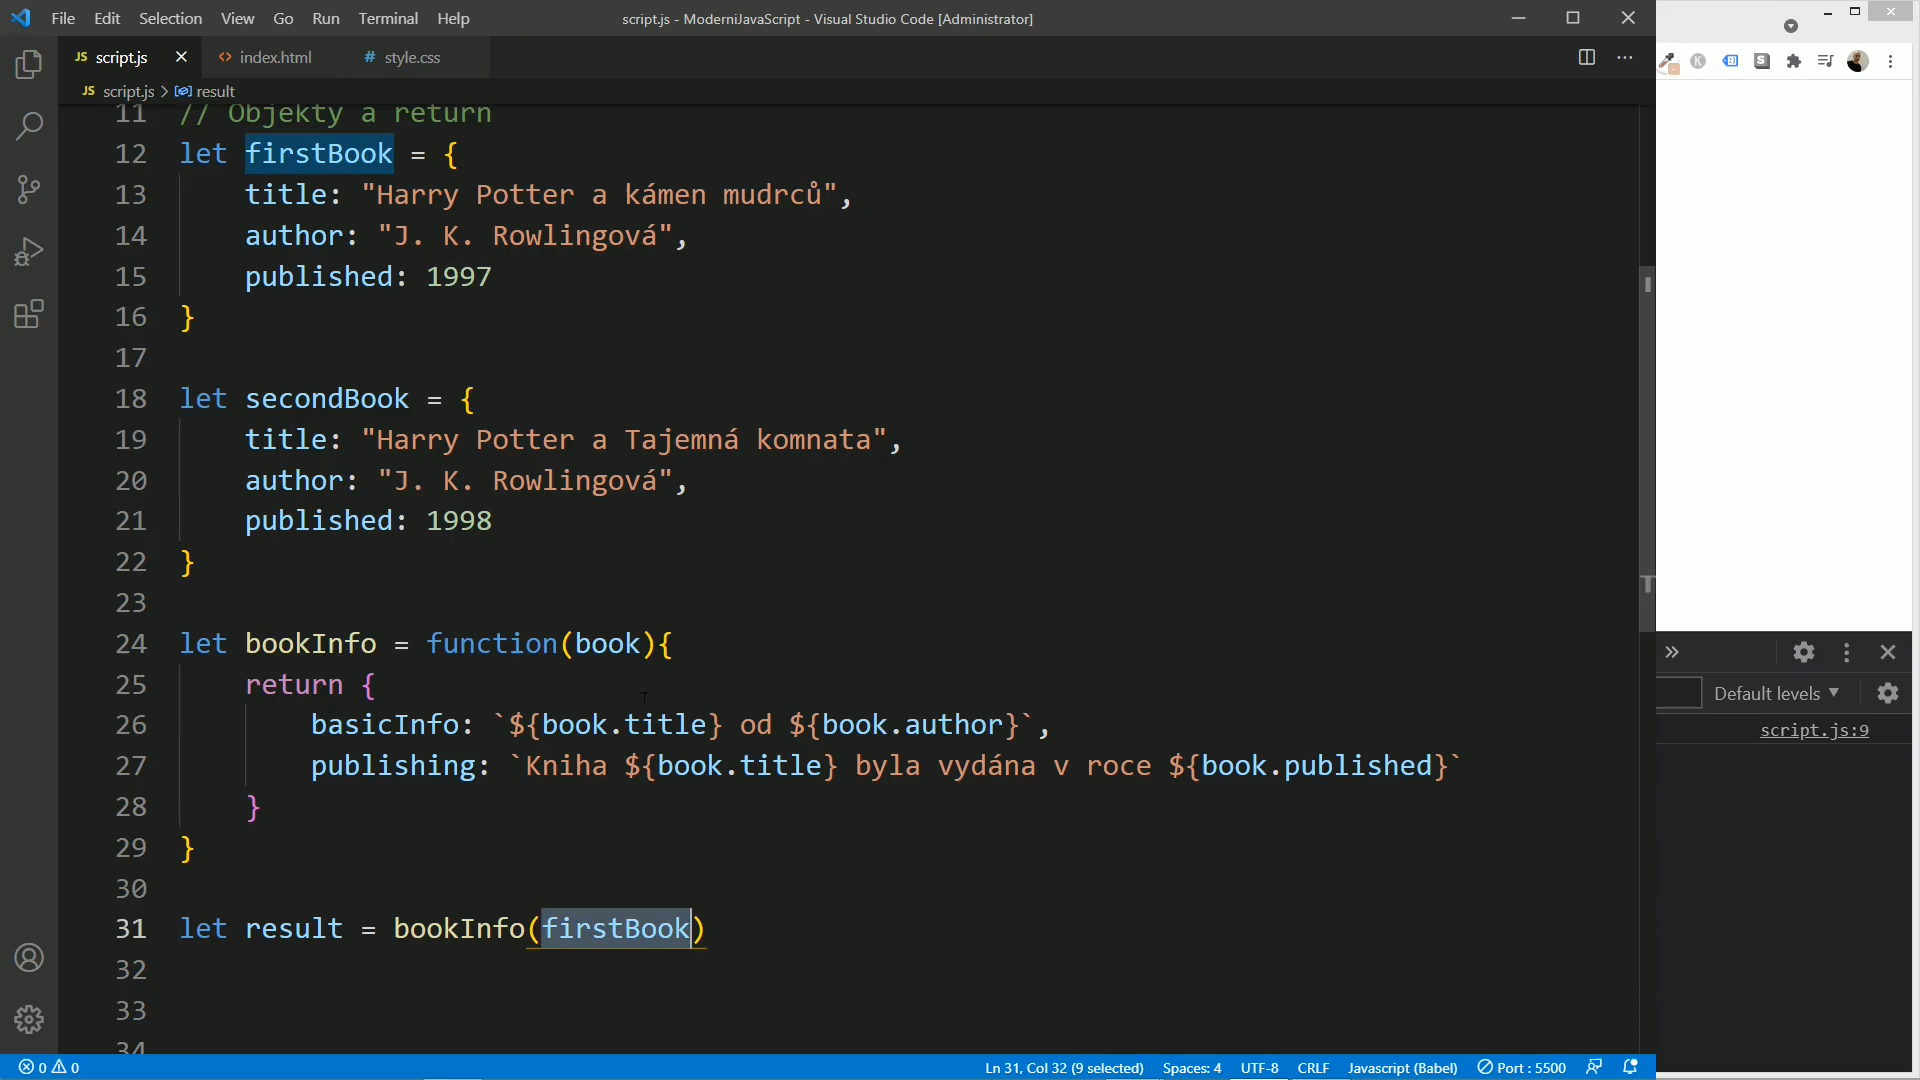 File Edit Selection View Go Run Terminal Help
script.js - ModerniJavaScript - Visual Studio Code [Administrator]
JS script.js
<> index.html
# style.css
JS script.js > result
11 // Objekty a return
12 let firstBook = {
13 title: "Harry Potter a kámen mudrců",
14 author: "J. K. Rowlingová",
15 published: 1997
16 }
17
18 let secondBook = {
19 title: "Harry Potter a Tajemná komnata",
20 author: "J. K. Rowlingová",
21 published: 1998
22 }
23
24 let bookInfo = function(book){
25 return {
26 basicInfo: `${book.title} od ${book.author}`,
27 publishing: `Kniha ${book.title} byla vydána v roce ${book.published}`
28 }
29 }
30
31 let result = bookInfo(firstBook)
32
33
34
Default levels
script.js:9
0 0
Ln 31, Col 32 (9 selected) Spaces: 4 UTF-8 CRLF Javascript (Babel) Port : 5500